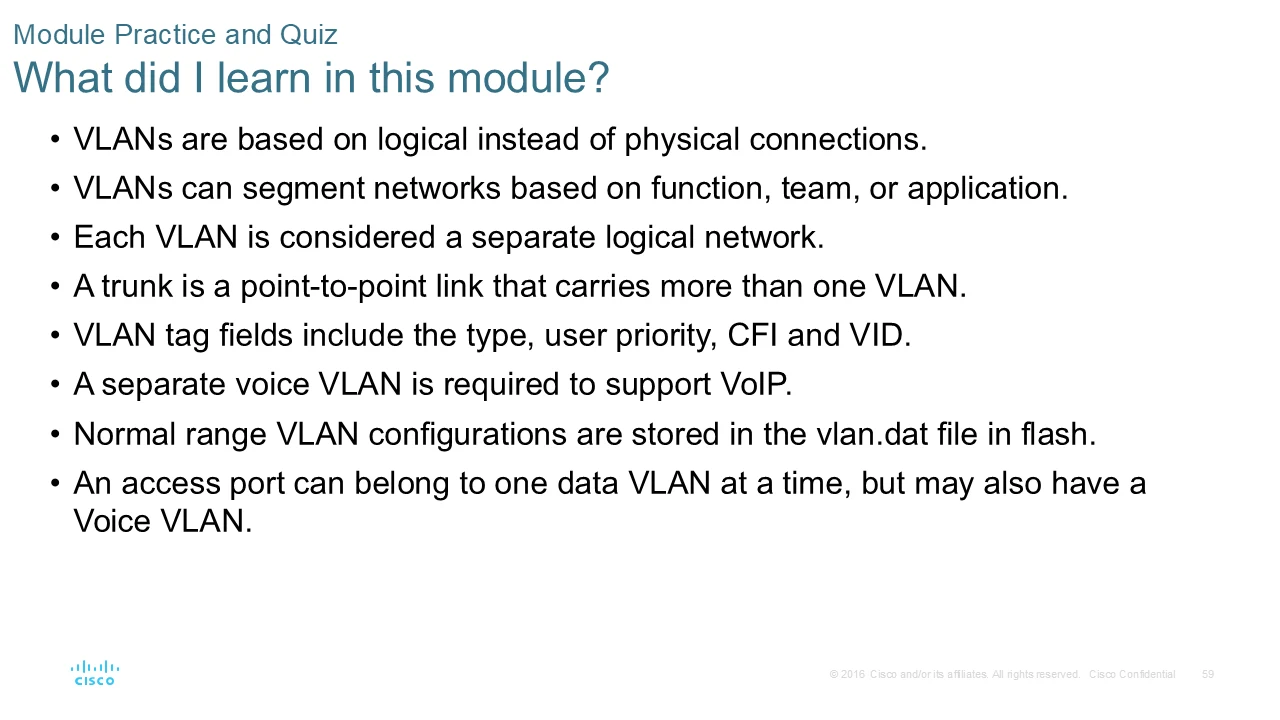 Module Practice and Quiz
What did I learn in this module?
• VLANs are based on logical instead of physical connections.
• VLANs can segment networks based on function, team, or application.
• Each VLAN is considered a separate logical network.
• A trunk is a point-to-point link that carries more than one VLAN.
• VLAN tag fields include the type, user priority, CFI and VID.
• A separate voice VLAN is required to support VoIP.
• Normal range VLAN configurations are stored in the vlan.dat file in flash.
• An access port can belong to one data VLAN at a time, but may also have a
Voice VLAN.
CISCO
© 2016 Cisco and/or its affiliates. All rights reserved. Cisco Confidential 59